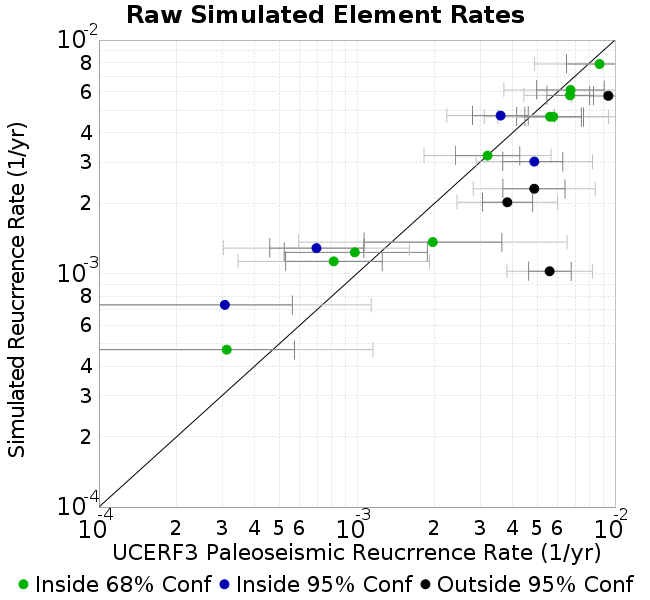 Raw Simulated Element Rates
10-2
8
6
4
3
2
10-3
8
6
4
3
2
10-4
Simulated Reucrrence Rate (1/yr)
10-4 2 3 4 5 6 10-3 2 3 4 5 6 10-2
UCERF3 Paleoseismic Reucrrence Rate (1/yr)
Inside 68% Conf Inside 95% Conf Outside 95% Conf